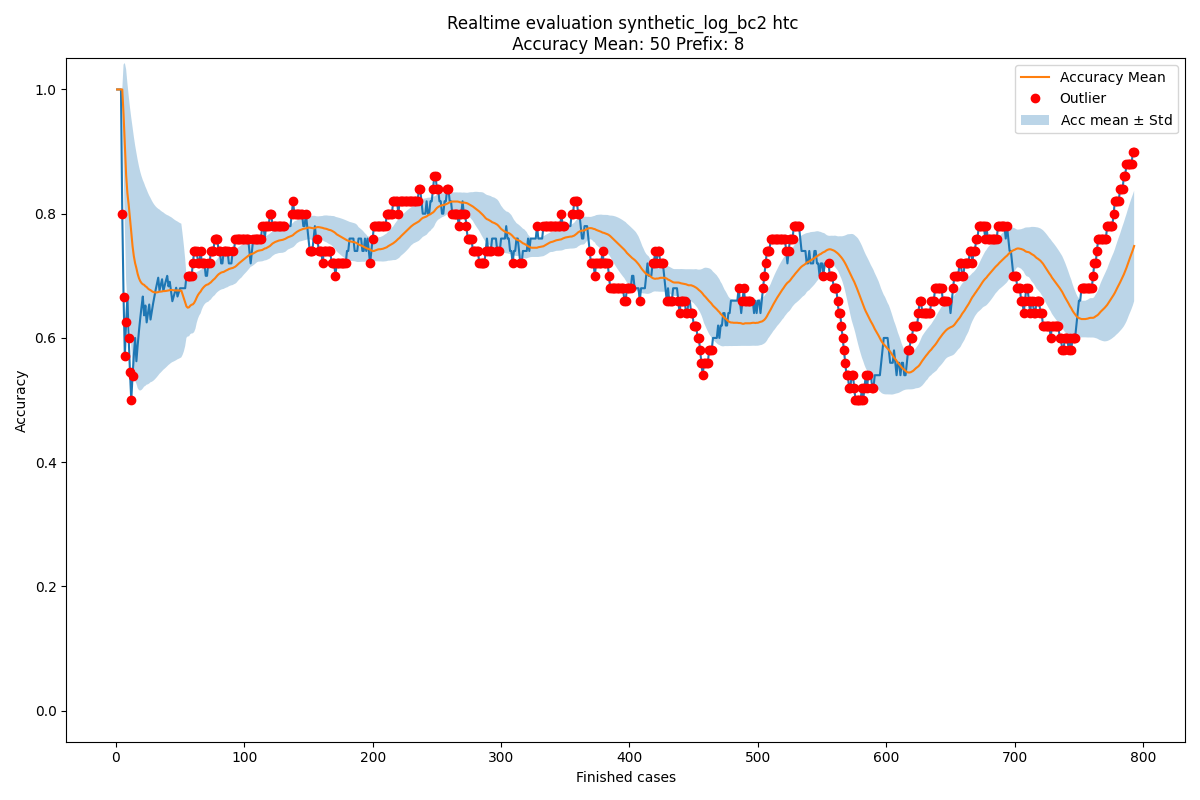 Realtime evaluation synthetic_log_bc2 htc
Accuracy Mean: 50 Prefix: 8
Accuracy Mean
Outlier
Acc mean ± Std
1.0
0.8
0.6
0.4
0.2
0.0
Accuracy
0 100 200 300 400 500 600 700 800
Finished cases